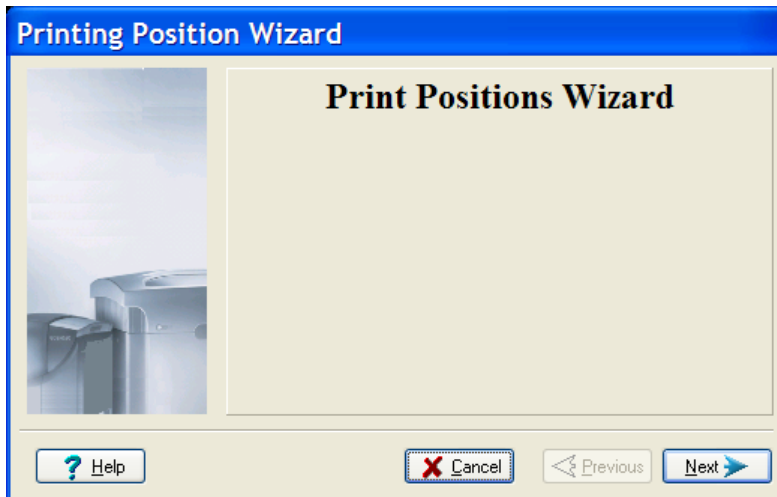 Printing Position Wizard
Print Positions Wizard
Help Cancel Previous Next